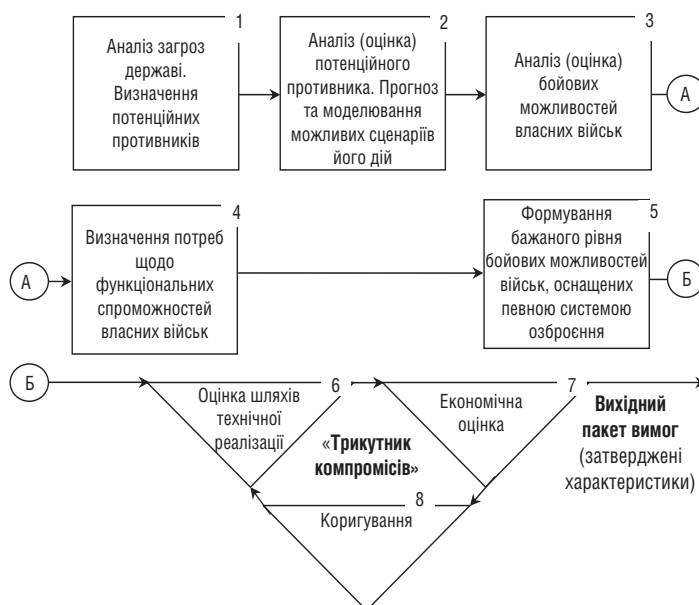 1
Аналіз загроз
державі.
Визначення
потенційних
противників
2
Аналіз (оцінка)
потенційного
противника. Прогноз
та моделювання
можливих сценаріїв
його дій
3
Аналіз (оцінка)
бойових
можливостей
власних військ
А
А
4
Визначення потреб
щодо
функціональних
спроможностей
власних військ
5
Формування
бажаного рівня
бойових можливостей
військ, оснащених
певною системою
озброєння
Б
Б
6
Оцінка шляхів
технічної
реалізації
«Трикутник
компромісів»
7
Економічна
оцінка
8
Коригування
Вихідний
пакет вимог
(затверджені
характеристики)